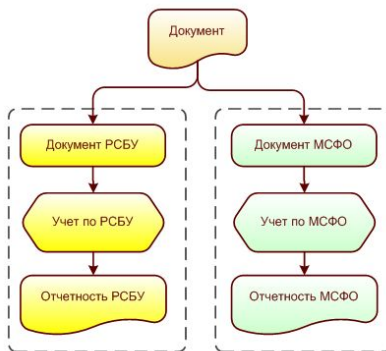 Документ
Документ РСБУ
Документ МСФО
Учет по РСБУ
Учет по МСФО
Отчетность РСБУ
Отчетность МСФО